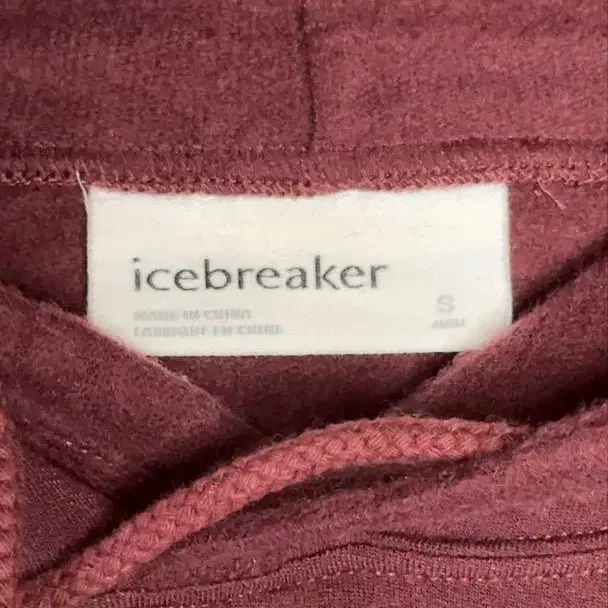 icebreaker
S
MADE IN CHINA
FABRIQUÉ EN CHINE